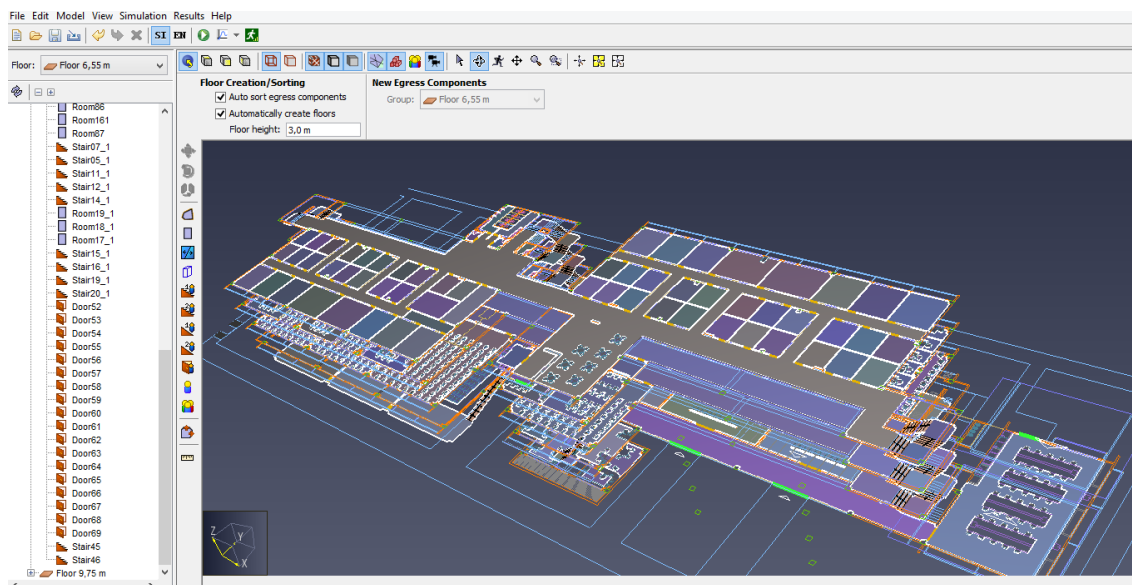 File Edit Model View Simulation Results Help
SI EN
Floor: Floor 6,55 m
Floor Creation/Sorting
Auto sort egress components
Automatically create floors
Floor height: 3,0 m
New Egress Components
Group: Floor 6,55 m
Room86
Room161
Room87
Stair07_1
Stair05_1
Stair11_1
Stair12_1
Stair14_1
Room19_1
Room18_1
Room17_1
Stair15_1
Stair16_1
Stair19_1
Stair20_1
Door52
Door53
Door54
Door55
Door56
Door57
Door58
Door59
Door60
Door61
Door62
Door63
Door64
Door65
Door66
Door67
Door68
Door69
Stair45
Stair46
Floor 9,75 m
Z
Y
X